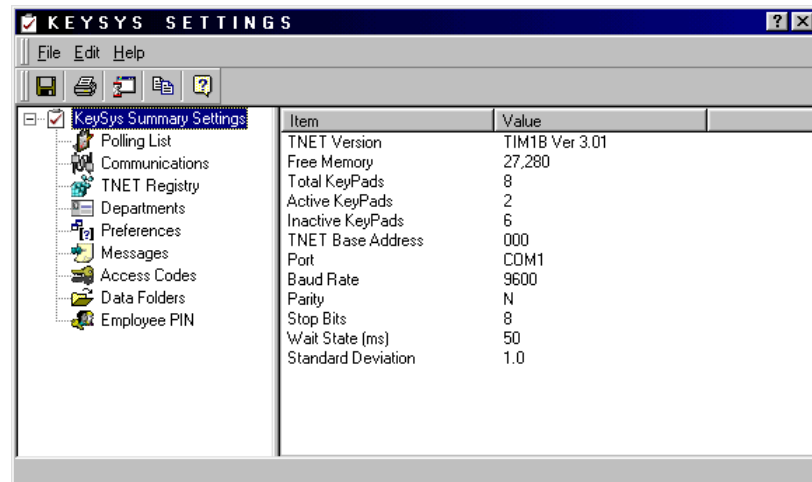 KEYSYS SETTINGS
File Edit Help
KeySys Summary Settings
Polling List
Communications
TNET Registry
Departments
Preferences
Messages
Access Codes
Data Folders
Employee PIN
Item Value
TNET Version TIM1B Ver 3.01
Free Memory 27,280
Total KeyPads 8
Active KeyPads 2
Inactive KeyPads 6
TNET Base Address 000
Port COM1
Baud Rate 9600
Parity N
Stop Bits 8
Wait State (ms) 50
Standard Deviation 1.0